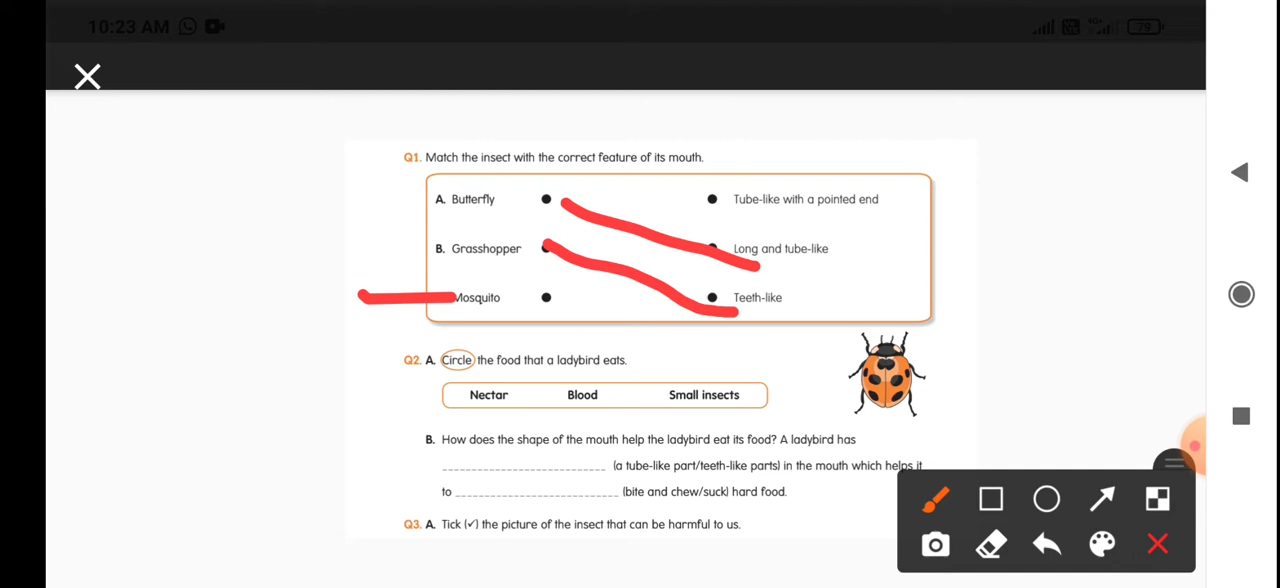 10:23 AM
79
Q1. Match the insect with the correct feature of its mouth.
A. Butterfly Tube-like with a pointed end
B. Grasshopper Long and tube-like
Mosquito Teeth-like
Q2. A. Circle the food that a ladybird eats.
Nectar Blood Small insects
B. How does the shape of the mouth help the ladybird eat its food? A ladybird has
(a tube-like part/teeth-like parts) in the mouth which helps it
to (bite and chew/suck) hard food.
Q3. A. Tick (✓) the picture of the insect that can be harmful to us.